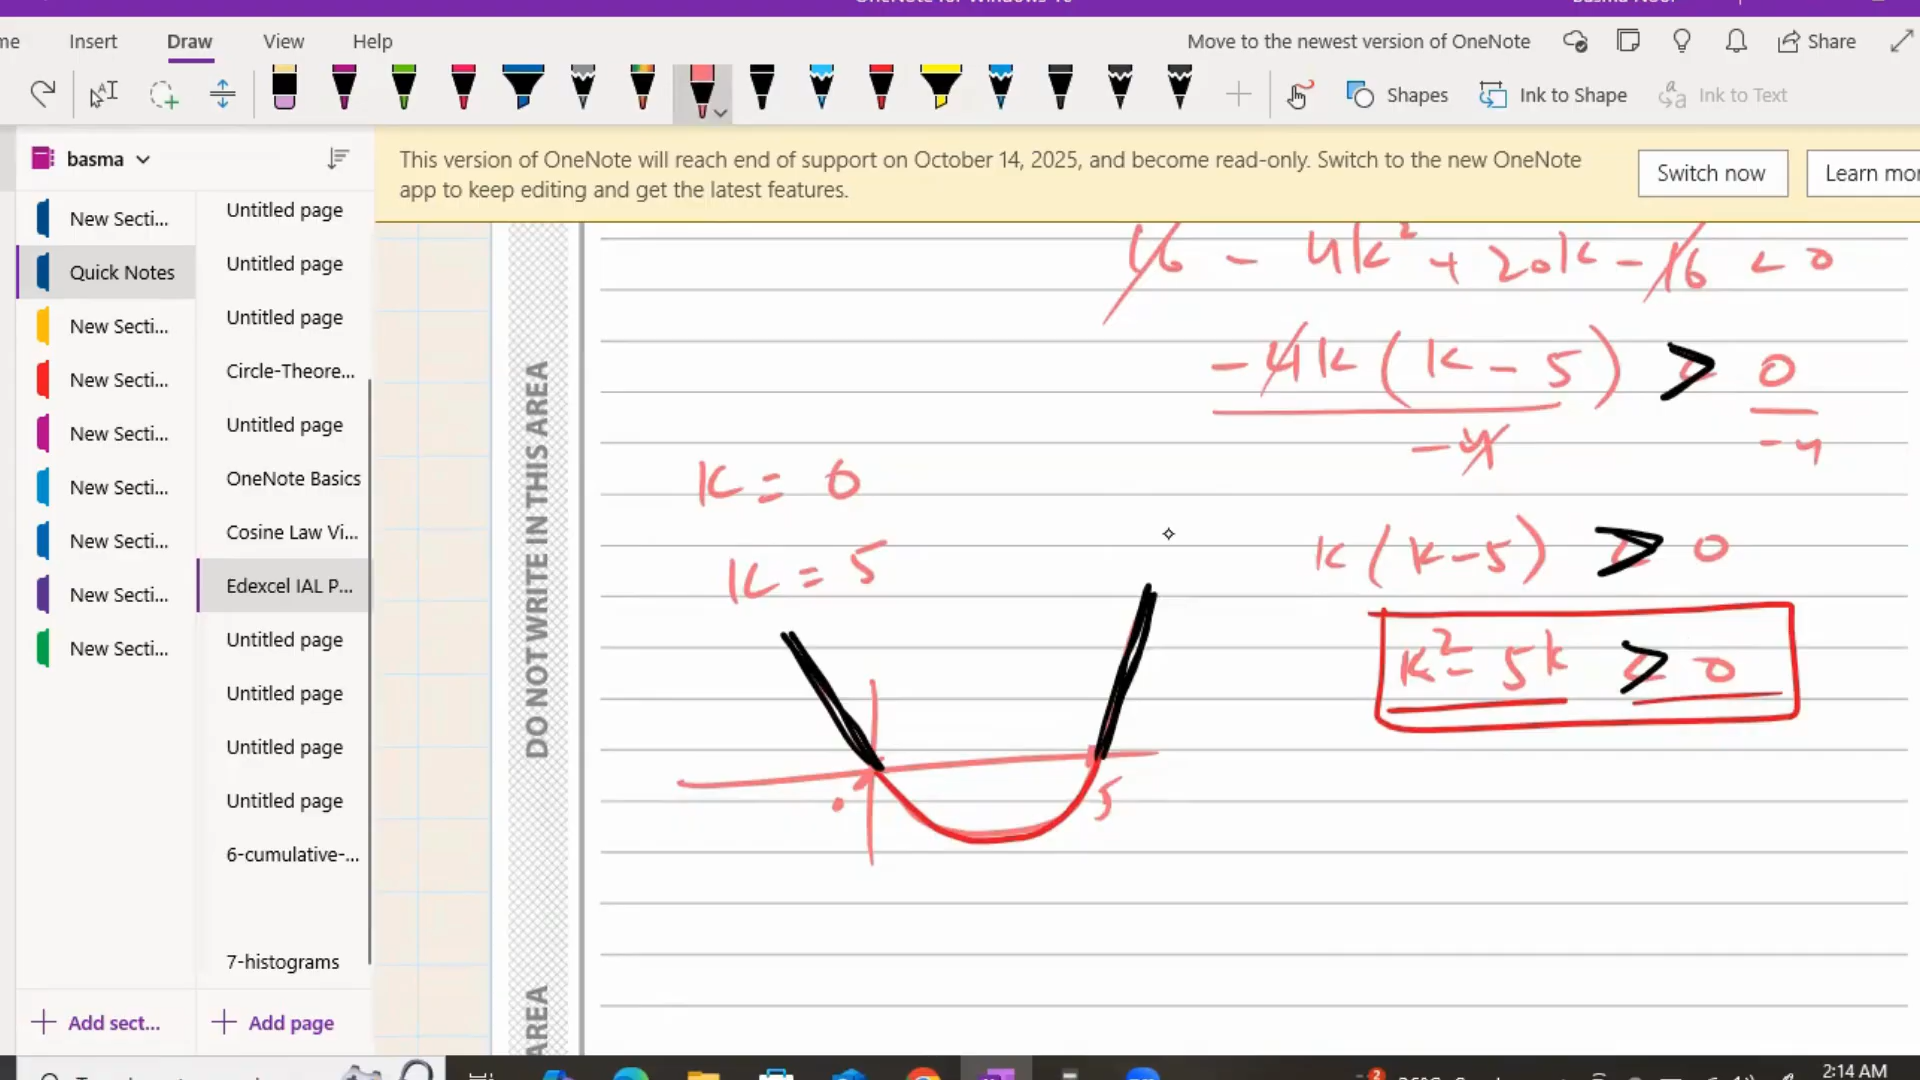 Insert Draw View Help Move to the newest version of OneNote Share
Shapes Ink to Shape Ink to Text
basma
This version of OneNote will reach end of support on October 14, 2025, and become read-only. Switch to the new OneNote
app to keep editing and get the latest features.
Switch now
New Secti...
Quick Notes
New Secti...
New Secti...
New Secti...
New Secti...
New Secti...
New Secti...
New Secti...
Untitled page
Untitled page
Untitled page
Circle-Theore...
Untitled page
OneNote Basics
Cosine Law Vi...
Edexcel IAL P...
Untitled page
Untitled page
Untitled page
Untitled page
6-cumulative-...
7-histograms
Add sect...
Add page
DO NOT WRITE IN THIS AREA
AREA
16 - 4k² + 20k - 16 < 0
-4k(k-5) > 0
-4 -4
k = 0
k = 5
k(k-5) > 0
k² - 5k > 0
5
2:14 AM